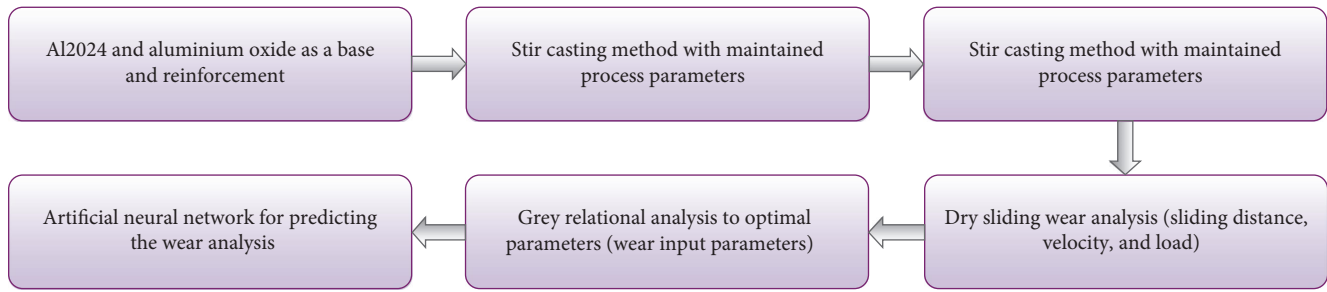 Al2024 and aluminium oxide as a base
and reinforcement
Stir casting method with maintained
process parameters
Stir casting method with maintained
process parameters
Dry sliding wear analysis (sliding distance,
velocity, and load)
Grey relational analysis to optimal
parameters (wear input parameters)
Artificial neural network for predicting
the wear analysis